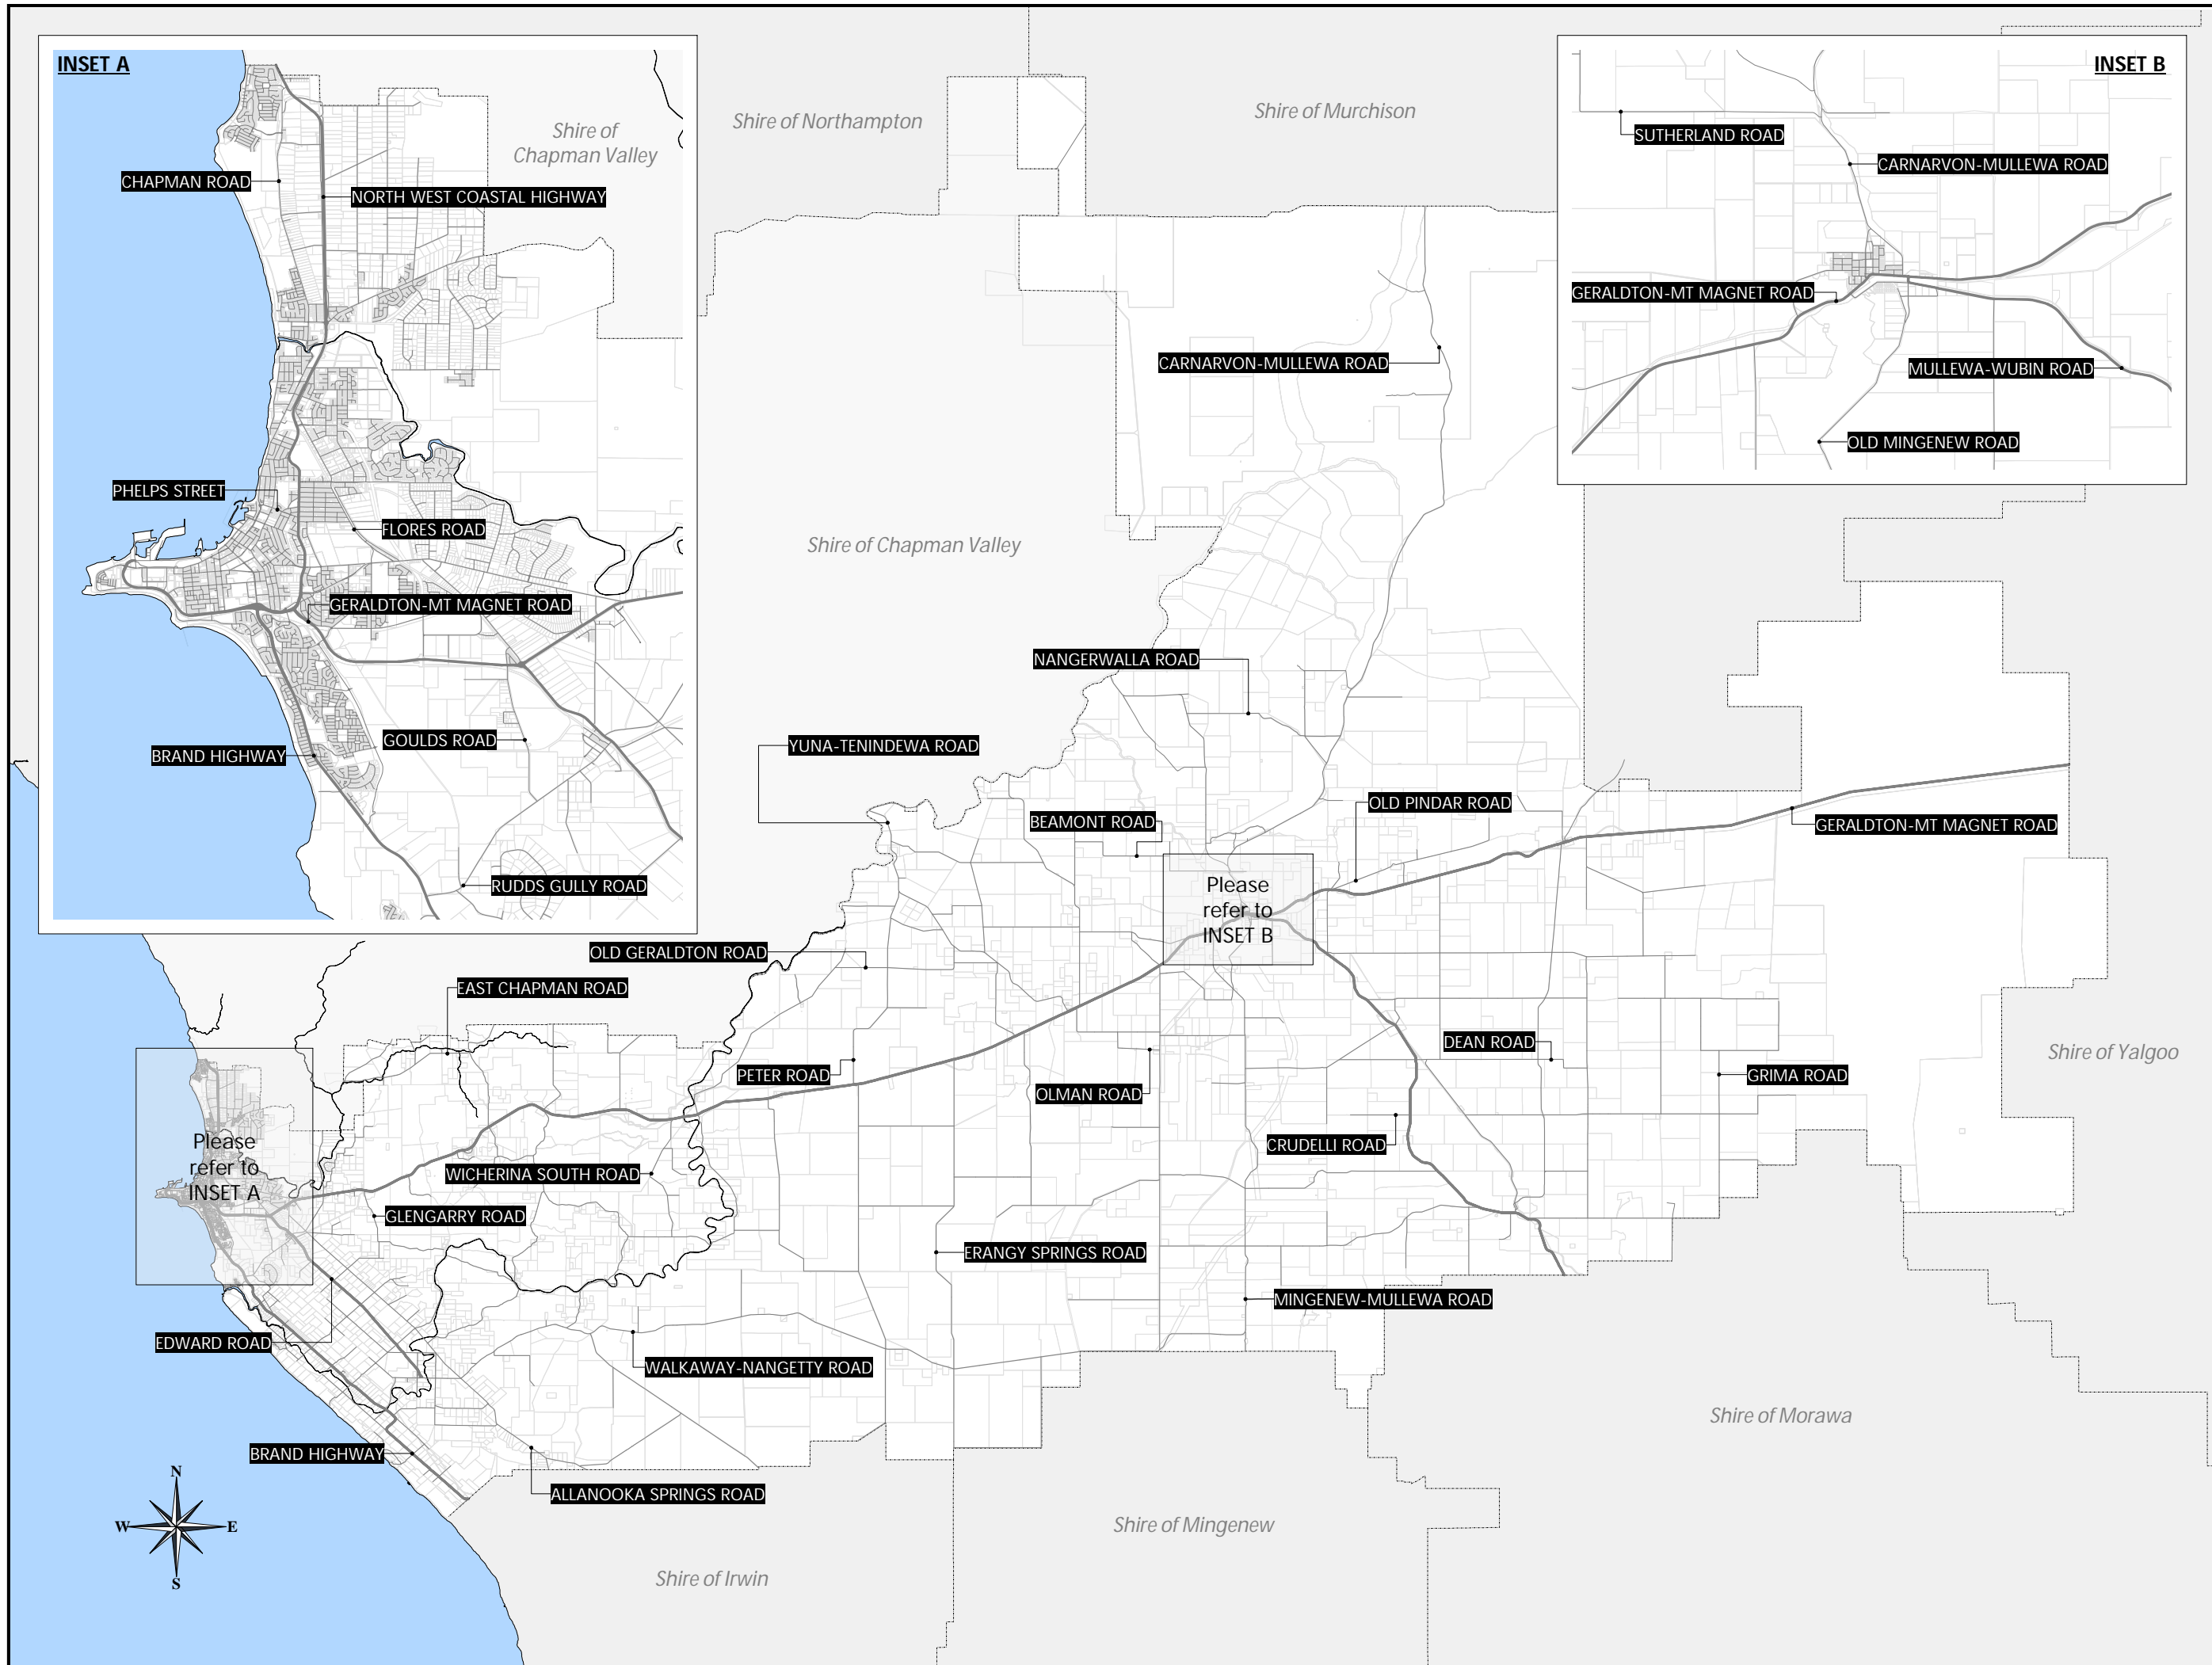 INSET A
Shire of
Chapman Valley
CHAPMAN ROAD
NORTH WEST COASTAL HIGHWAY
PHELPS STREET
FLORES ROAD
GERALDTON-MT MAGNET ROAD
GOULDS ROAD
BRAND HIGHWAY
RUDDS GULLY ROAD
Shire of Northampton
Shire of Murchison
INSET B
SUTHERLAND ROAD
CARNARVON-MULLEWA ROAD
GERALDTON-MT MAGNET ROAD
MULLEWA-WUBIN ROAD
OLD MINGENEW ROAD
CARNARVON-MULLEWA ROAD
Shire of Chapman Valley
NANGERWALLA ROAD
YUNA-TENINDEWA ROAD
OLD PINDAR ROAD
BEAMONT ROAD
GERALDTON-MT MAGNET ROAD
Please
refer to
INSET B
OLD GERALDTON ROAD
EAST CHAPMAN ROAD
DEAN ROAD
Shire of Yalgoo
PETER ROAD
GRIMA ROAD
OLMAN ROAD
Please
refer to
INSET A
CRUDELLI ROAD
WICHERINA SOUTH ROAD
GLENGARRY ROAD
ERANGY SPRINGS ROAD
MINGENEW-MULLEWA ROAD
EDWARD ROAD
WALKAWAY-NANGETTY ROAD
Shire of Morawa
BRAND HIGHWAY
ALLANOOKA SPRINGS ROAD
N
W
E
S
Shire of Mingenew
Shire of Irwin